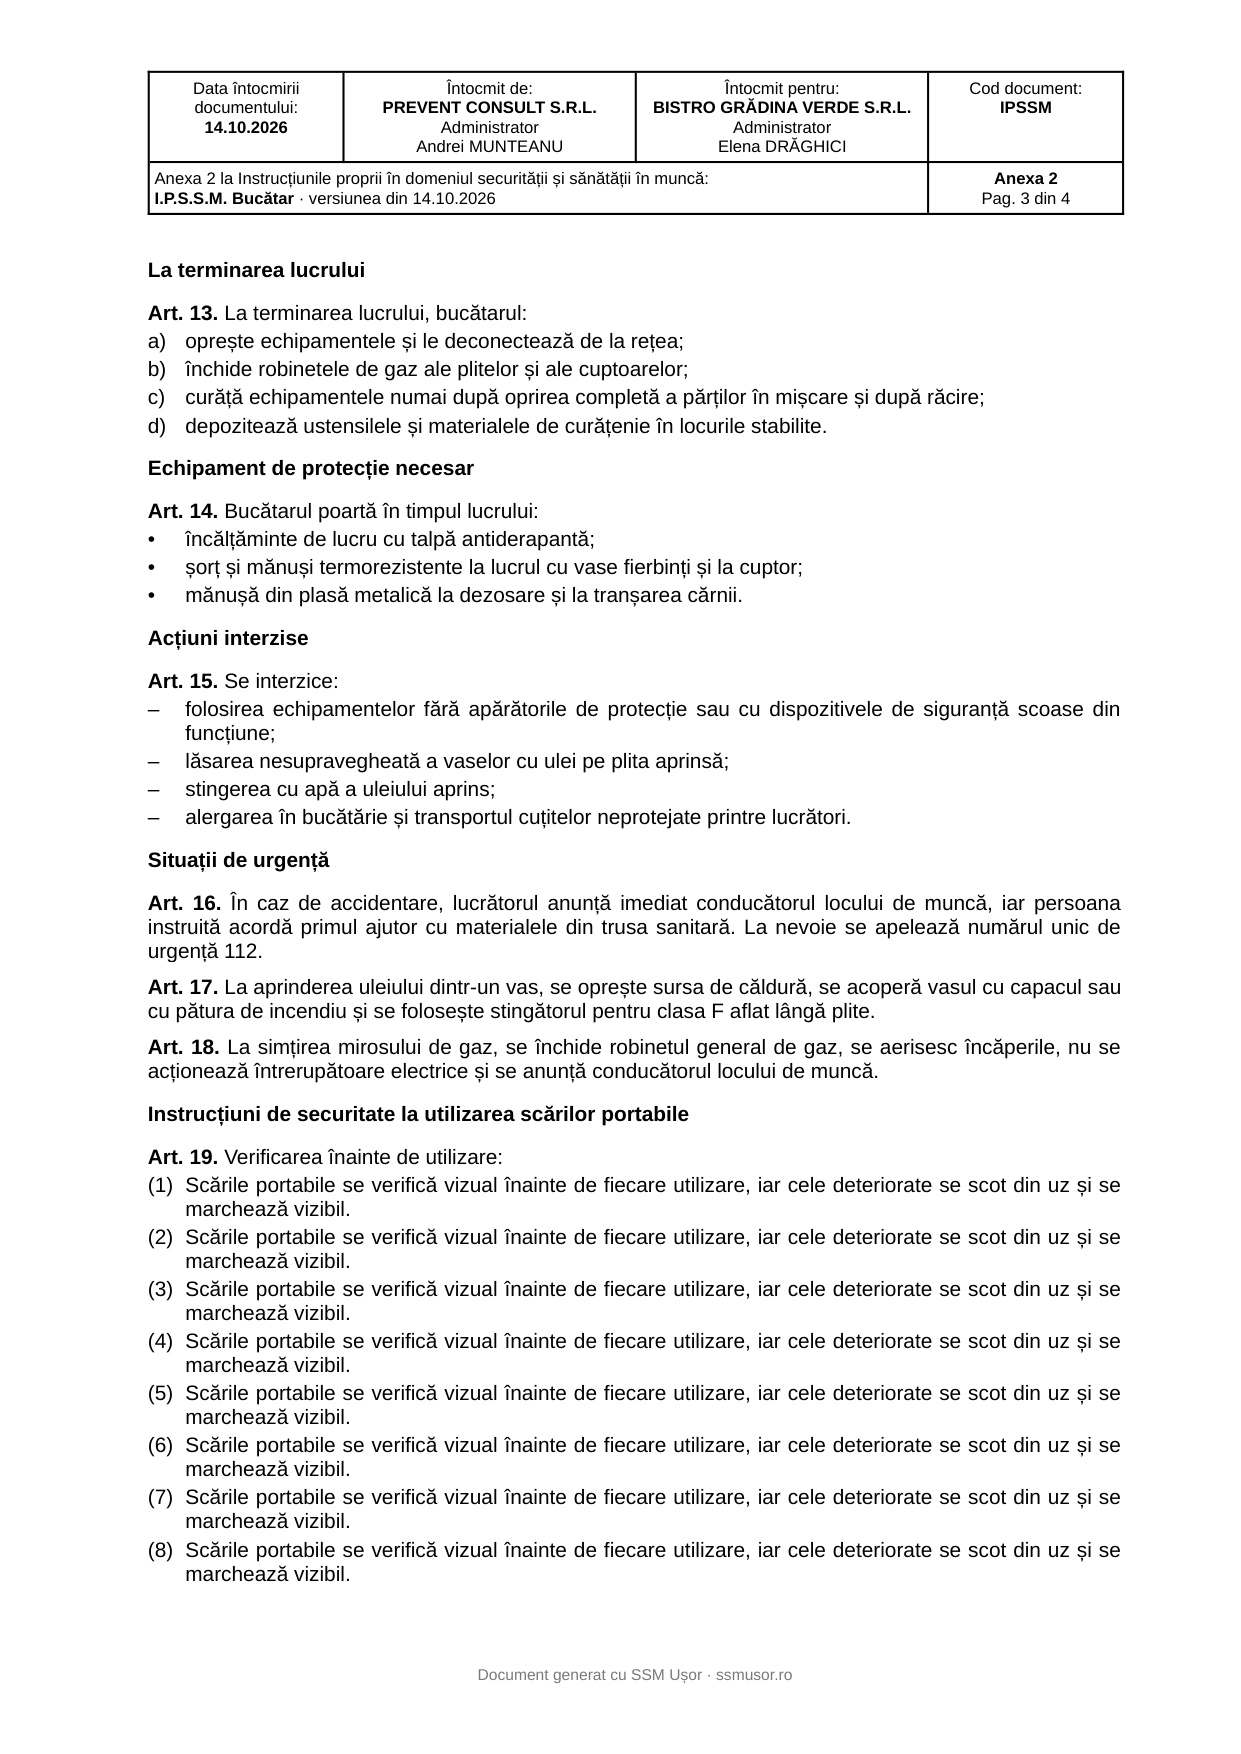 Data întocmirii
documentului:
14.10.2026
Întocmit de:
PREVENT CONSULT S.R.L.
Administrator
Andrei MUNTEANU
Întocmit pentru:
BISTRO GRĂDINA VERDE S.R.L.
Administrator
Elena DRĂGHICI
Cod document:
IPSSM
Anexa 2 la Instrucțiunile proprii în domeniul securității și sănătății în muncă:
I.P.S.S.M. Bucătar · versiunea din 14.10.2026
Anexa 2
Pag. 3 din 4
La terminarea lucrului
Art. 13. La terminarea lucrului, bucătarul:
a) oprește echipamentele și le deconectează de la rețea;
b) închide robinetele de gaz ale plitelor și ale cuptoarelor;
c) curăță echipamentele numai după oprirea completă a părților în mișcare și după răcire;
d) depozitează ustensilele și materialele de curățenie în locurile stabilite.
Echipament de protecție necesar
Art. 14. Bucătarul poartă în timpul lucrului:
• încălțăminte de lucru cu talpă antiderapantă;
• șorț și mănuși termorezistente la lucrul cu vase fierbinți și la cuptor;
• mănușă din plasă metalică la dezosare și la tranșarea cărnii.
Acțiuni interzise
Art. 15. Se interzice:
– folosirea echipamentelor fără apărătorile de protecție sau cu dispozitivele de siguranță scoase din
funcțiune;
– lăsarea nesupravegheată a vaselor cu ulei pe plita aprinsă;
– stingerea cu apă a uleiului aprins;
– alergarea în bucătărie și transportul cuțitelor neprotejate printre lucrători.
Situații de urgență
Art. 16. În caz de accidentare, lucrătorul anunță imediat conducătorul locului de muncă, iar persoana
instruită acordă primul ajutor cu materialele din trusa sanitară. La nevoie se apelează numărul unic de
urgență 112.
Art. 17. La aprinderea uleiului dintr-un vas, se oprește sursa de căldură, se acoperă vasul cu capacul sau
cu pătura de incendiu și se folosește stingătorul pentru clasa F aflat lângă plite.
Art. 18. La simțirea mirosului de gaz, se închide robinetul general de gaz, se aerisesc încăperile, nu se
acționează întrerupătoare electrice și se anunță conducătorul locului de muncă.
Instrucțiuni de securitate la utilizarea scărilor portabile
Art. 19. Verificarea înainte de utilizare:
(1) Scările portabile se verifică vizual înainte de fiecare utilizare, iar cele deteriorate se scot din uz și se
marchează vizibil.
(2) Scările portabile se verifică vizual înainte de fiecare utilizare, iar cele deteriorate se scot din uz și se
marchează vizibil.
(3) Scările portabile se verifică vizual înainte de fiecare utilizare, iar cele deteriorate se scot din uz și se
marchează vizibil.
(4) Scările portabile se verifică vizual înainte de fiecare utilizare, iar cele deteriorate se scot din uz și se
marchează vizibil.
(5) Scările portabile se verifică vizual înainte de fiecare utilizare, iar cele deteriorate se scot din uz și se
marchează vizibil.
(6) Scările portabile se verifică vizual înainte de fiecare utilizare, iar cele deteriorate se scot din uz și se
marchează vizibil.
(7) Scările portabile se verifică vizual înainte de fiecare utilizare, iar cele deteriorate se scot din uz și se
marchează vizibil.
(8) Scările portabile se verifică vizual înainte de fiecare utilizare, iar cele deteriorate se scot din uz și se
marchează vizibil.
Document generat cu SSM Ușor · ssmusor.ro